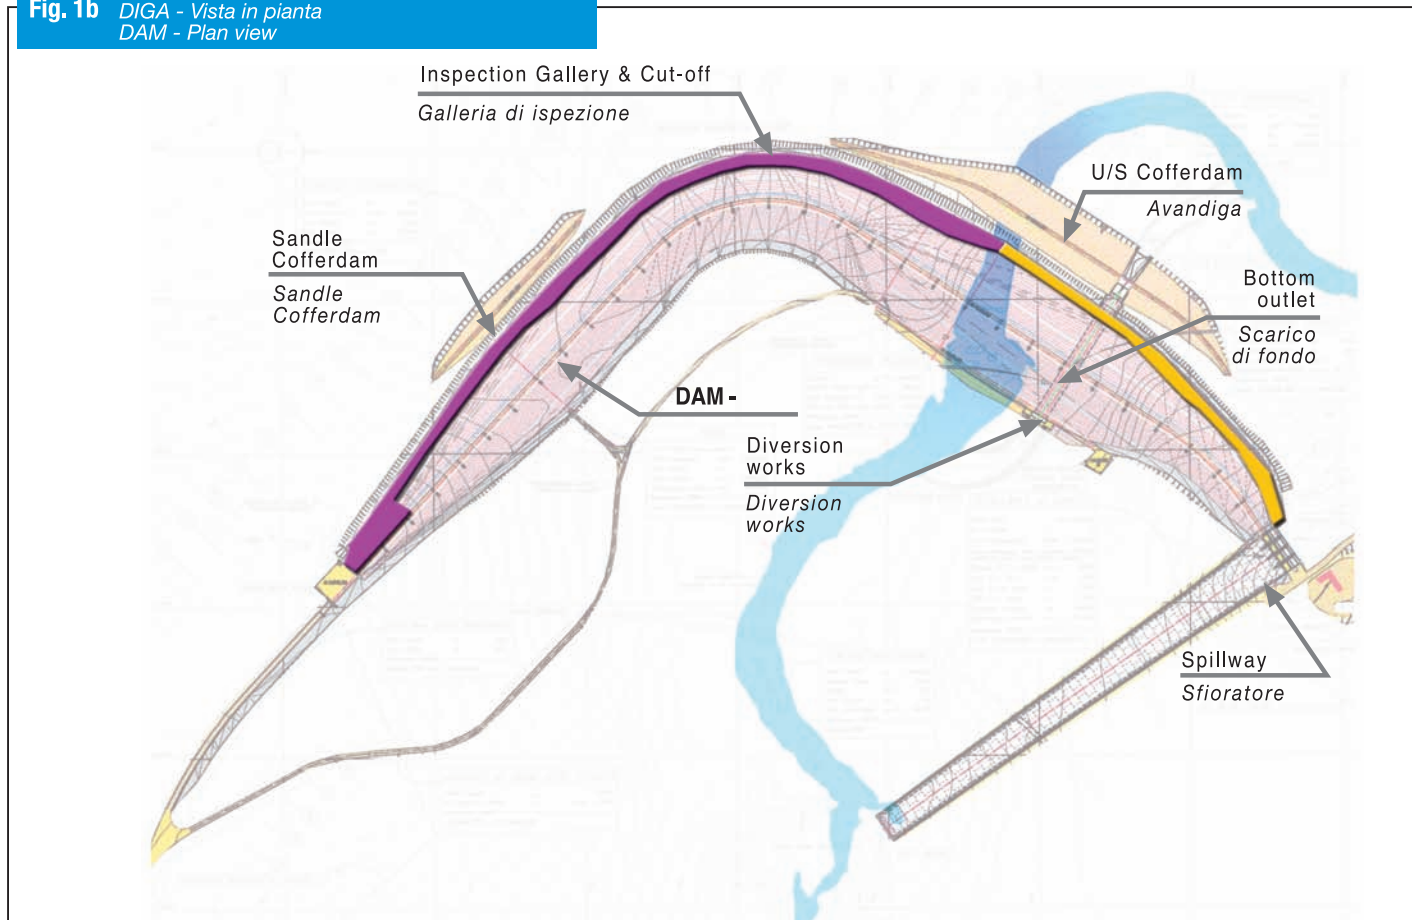 Fig. 1b DIGA - Vista in pianta
DAM - Plan view
Inspection Gallery & Cut-off
Galleria di ispezione
U/S Cofferdam
Avandiga
Sandle
Cofferdam
Sandle
Cofferdam
Bottom
outlet
Scarico
di fondo
DAM -
Diversion
works
Diversion
works
Spillway
Sfioratore